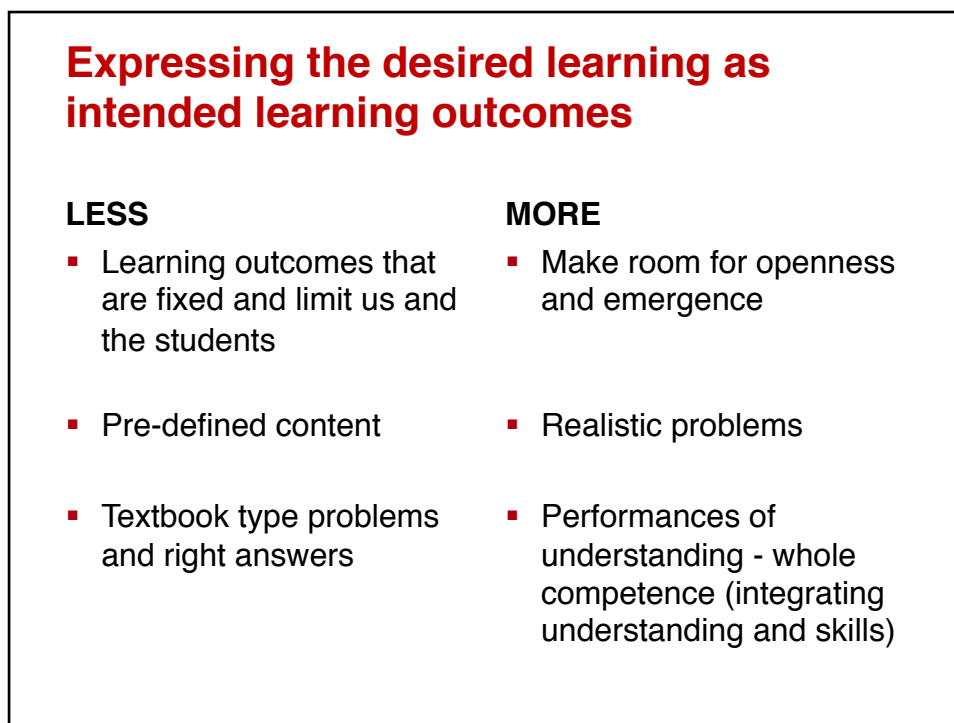 Expressing the desired learning as
intended learning outcomes
LESS
▪ Learning outcomes that
are fixed and limit us and
the students
▪ Pre-defined content
▪ Textbook type problems
and right answers
MORE
▪ Make room for openness
and emergence
▪ Realistic problems
▪ Performances of
understanding - whole
competence (integrating
understanding and skills)